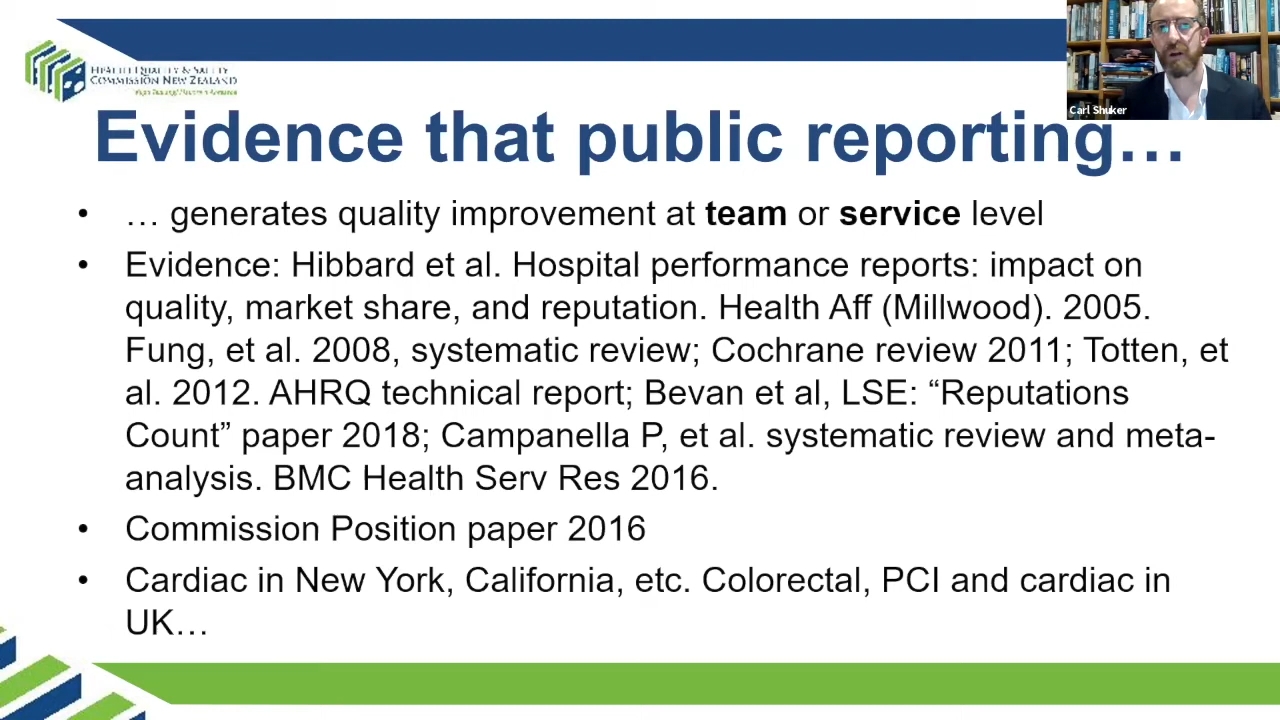 HEALTH QUALITY & SAFETY
COMMISSION NEW ZEALAND
Carl Shuker
Evidence that public reporting…
• … generates quality improvement at team or service level
• Evidence: Hibbard et al. Hospital performance reports: impact on
quality, market share, and reputation. Health Aff (Millwood). 2005.
Fung, et al. 2008, systematic review; Cochrane review 2011; Totten, et
al. 2012. AHRQ technical report; Bevan et al, LSE: “Reputations
Count” paper 2018; Campanella P, et al. systematic review and meta-
analysis. BMC Health Serv Res 2016.
• Commission Position paper 2016
• Cardiac in New York, California, etc. Colorectal, PCI and cardiac in
UK…